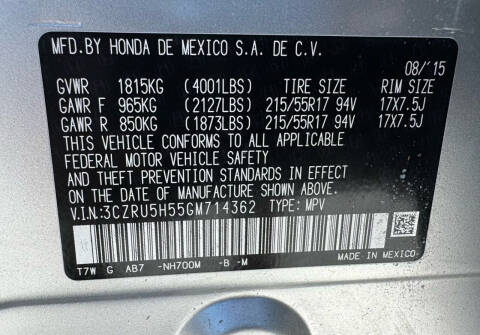 MFD.BY HONDA DE MEXICO S.A. DE C.V.
08/'15
GVWR 1815KG (4001LBS) TIRE SIZE RIM SIZE
GAWR F 965KG (2127LBS) 215/55R17 94V 17X7.5J
GAWR R 850KG (1873LBS) 215/55R17 94V 17X7.5J
THIS VEHICLE CONFORMS TO ALL APPLICABLE
FEDERAL MOTOR VEHICLE SAFETY
AND THEFT PREVENTION STANDARDS IN EFFECT
ON THE DATE OF MANUFACTURE SHOWN ABOVE.
V.I.N:3CZRU5H55GM714362 TYPE: MPV
T7W G AB7 -NH700M -B -M MADE IN MEXICO